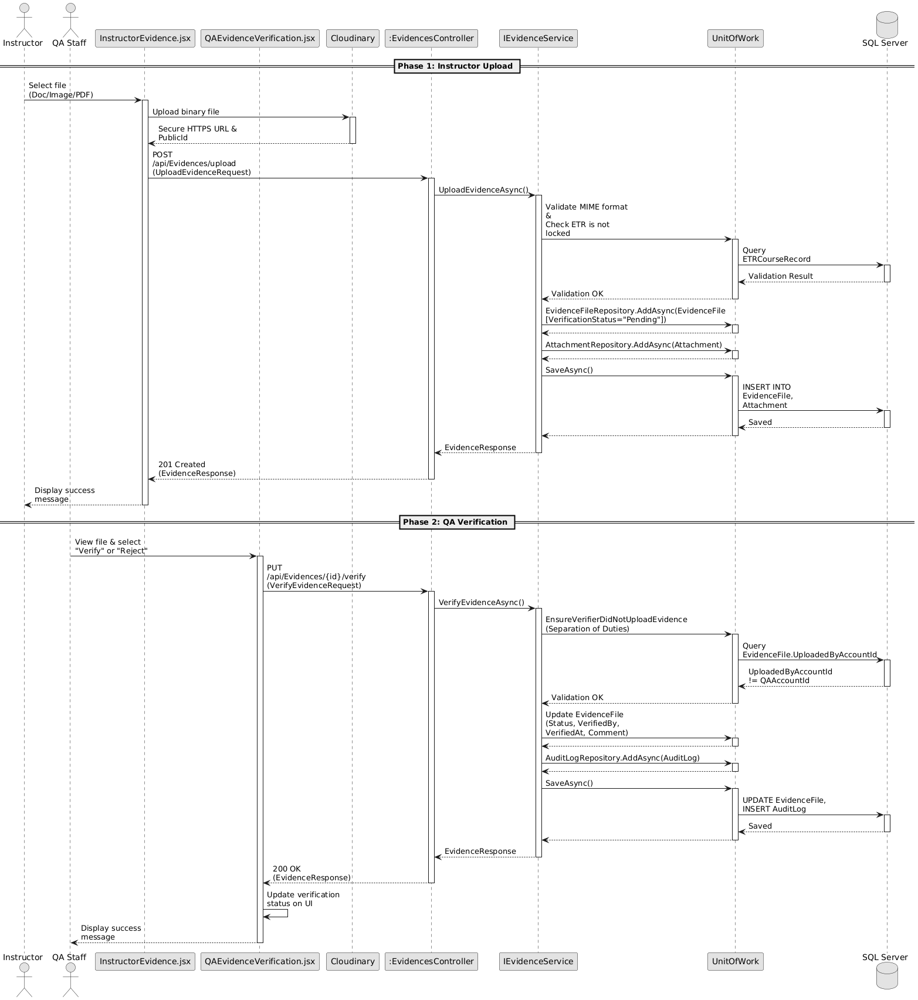 Instructor
QA Staff
InstructorEvidence.jsx
QAEvidenceVerification.jsx
Cloudinary
:EvidencesController
IEvidenceService
UnitOfWork
SQL Server
Phase 1: Instructor Upload
Select file
(Doc/Image/PDF)
Upload binary file
Secure HTTPS URL &
PublicId
POST
/api/Evidences/upload
(UploadEvidenceRequest)
UploadEvidenceAsync()
Validate MIME format
&
Check ETR is not
locked
Query
ETRCourseRecord
Validation Result
Validation OK
EvidenceFileRepository.AddAsync(EvidenceFile
[VerificationStatus="Pending"])
AttachmentRepository.AddAsync(Attachment)
SaveAsync()
INSERT INTO
EvidenceFile,
Attachment
Saved
EvidenceResponse
201 Created
(EvidenceResponse)
Display success
message
Phase 2: QA Verification
View file & select
"Verify" or "Reject"
PUT
/api/Evidences/{id}/verify
(VerifyEvidenceRequest)
VerifyEvidenceAsync()
EnsureVerifierDidNotUploadEvidence
(Separation of Duties)
Query
EvidenceFile.UploadedByAccountId
UploadedByAccountId
!= QAAccountId
Validation OK
Update EvidenceFile
(Status, VerifiedBy,
VerifiedAt, Comment)
AuditLogRepository.AddAsync(AuditLog)
SaveAsync()
UPDATE EvidenceFile,
INSERT AuditLog
Saved
EvidenceResponse
200 OK
(EvidenceResponse)
Update verification
status on UI
Display success
message
Instructor
QA Staff
InstructorEvidence.jsx
QAEvidenceVerification.jsx
Cloudinary
:EvidencesController
IEvidenceService
UnitOfWork
SQL Server